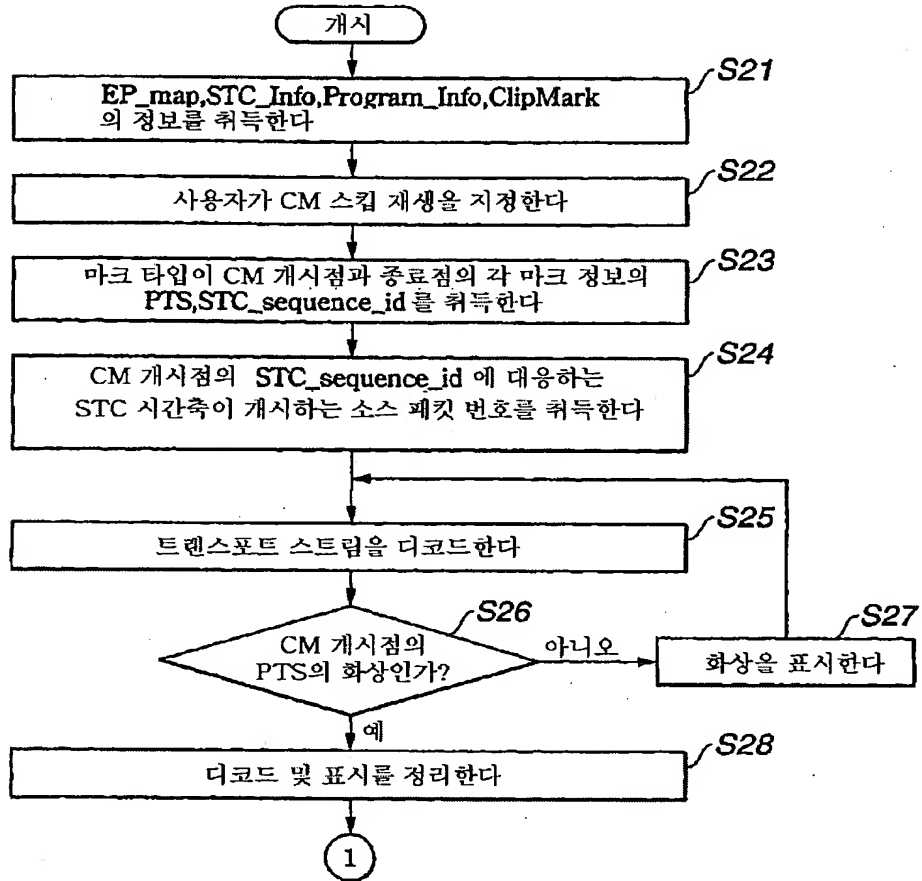 개시
S21
EP_map,STC_Info,Program_Info,ClipMark
의 정보를 취득한다
S22
사용자가 CM 스킵 재생을 지정한다
S23
마크 타입이 CM 개시점과 종료점의 각 마크 정보의
PTS,STC_sequence_id 를 취득한다
S24
CM 개시점의 STC_sequence_id 에 대응하는
STC 시간축이 개시하는 소스 패킷 번호를 취득한다
S25
트랜스포트 스트림을 디코드한다
S26
CM 개시점의
PTS의 화상인가?
아니오
S27
화상을 표시한다
예
S28
디코드 및 표시를 정리한다
1